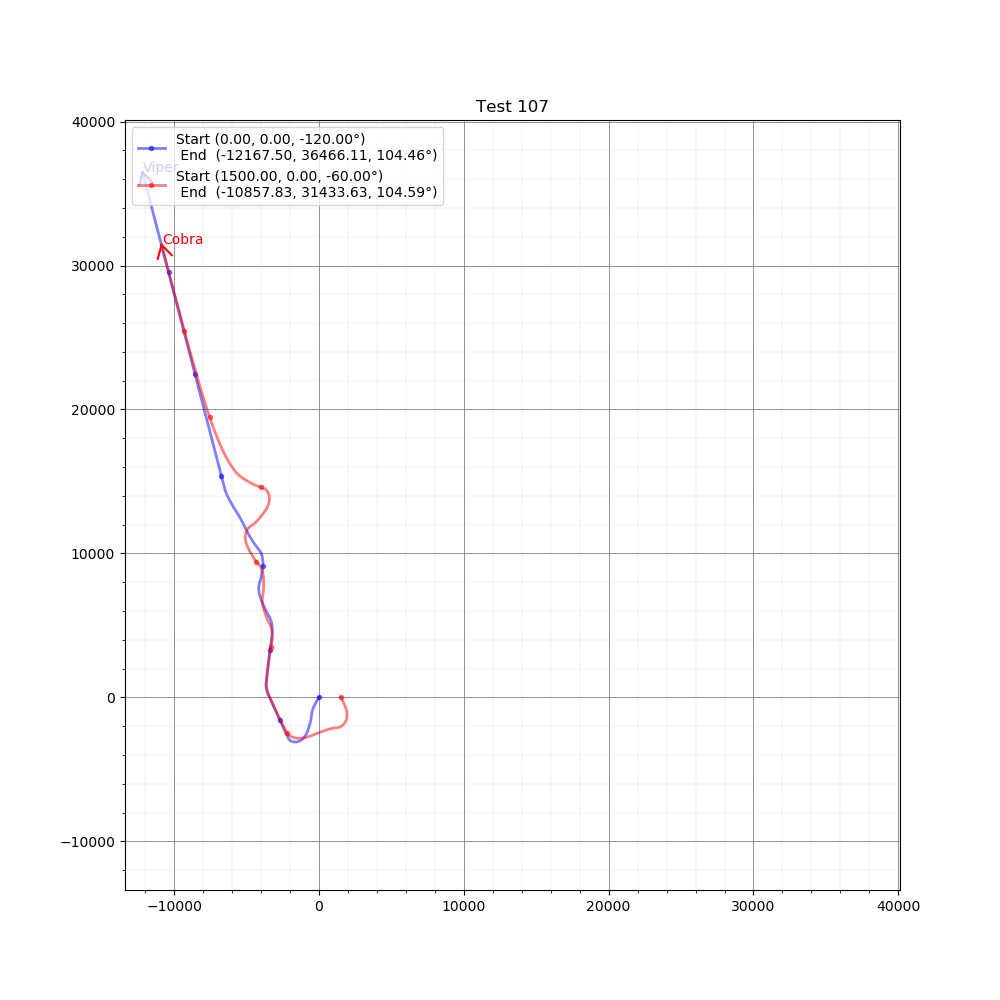 Test 107
Start (0.00, 0.00, -120.00°)
End (-12167.50, 36466.11, 104.46°)
Start (1500.00, 0.00, -60.00°)
End (-10857.83, 31433.63, 104.59°)
Viper
Cobra
40000
30000
20000
10000
0
−10000
−10000 0 10000 20000 30000 40000